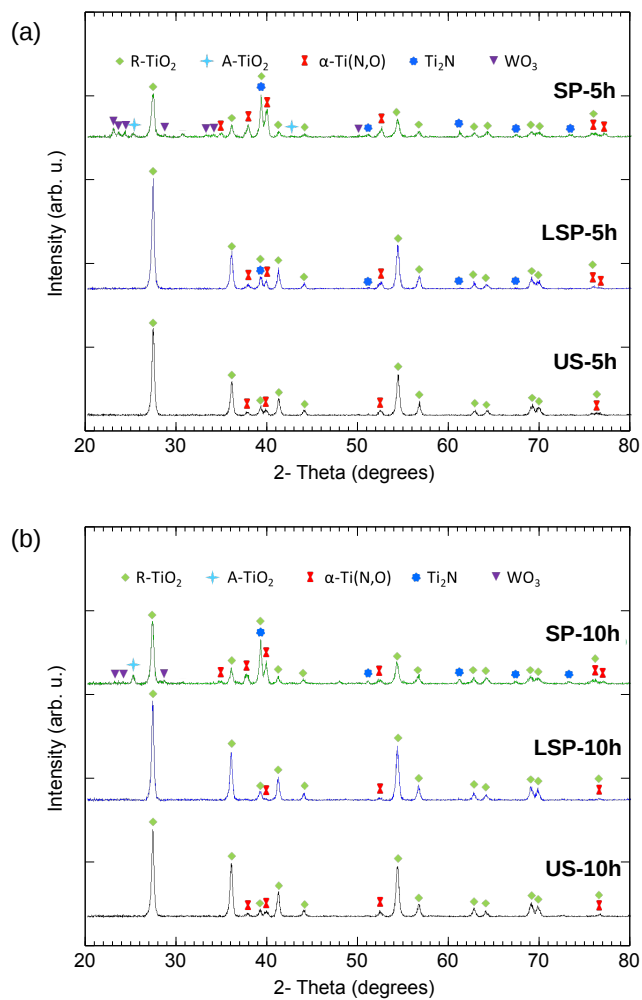 (a)
R-TiO₂ A-TiO₂ α-Ti(N,O) Ti₂N WO₃
SP-5h
LSP-5h
US-5h
Intensity (arb. u.)
20 30 40 50 60 70 80
2- Theta (degrees)
(b)
R-TiO₂ A-TiO₂ α-Ti(N,O) Ti₂N WO₃
SP-10h
LSP-10h
US-10h
Intensity (arb. u.)
20 30 40 50 60 70 80
2- Theta (degrees)